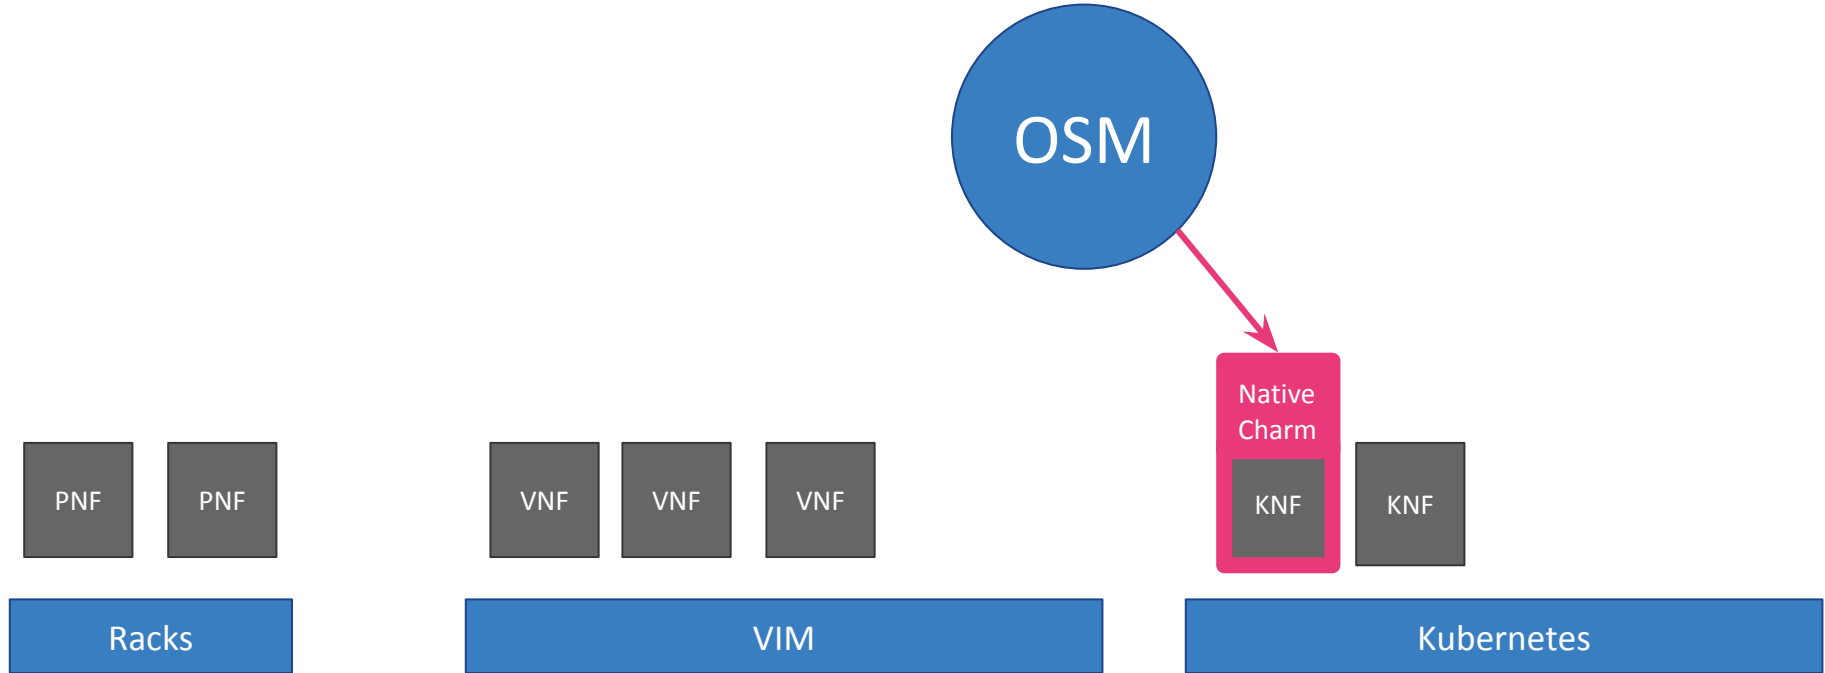 OSM
Native
Charm
PNF
PNF
VNF
VNF
VNF
KNF
KNF
Racks
VIM
Kubernetes